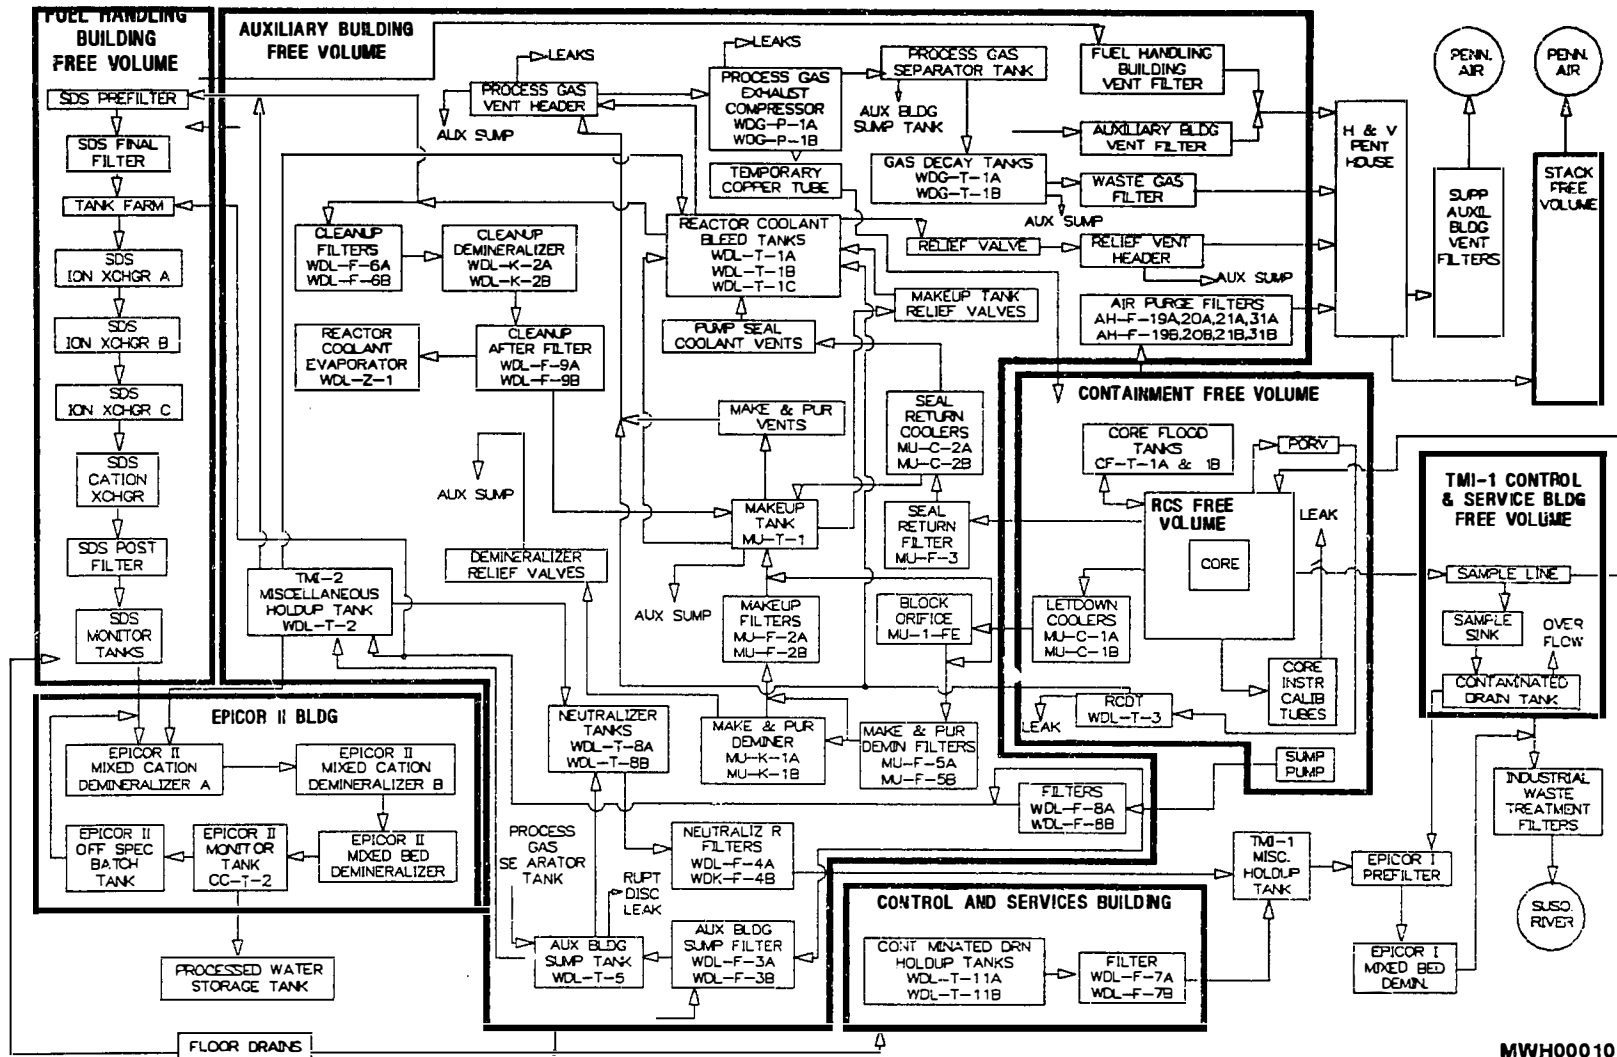 FUEL HANDLING
BUILDING
FREE VOLUME
SDS PREFILTER
SDS FINAL
FILTER
TANK FARM
SDS
ION XCHGR A
SDS
ION XCHGR B
SDS
ION XCHGR C
SDS
CATION
XCHGR
SDS POST
FILTER
SDS
MONITOR
TANKS
AUXILIARY BUILDING
FREE VOLUME
LEAKS
PROCESS GAS
VENT HEADER
AUX SUMP
LEAKS
PROCESS GAS
EXHAUST
COMPRESSOR
WDG-P-1A
WDG-P-1B
TEMPORARY
COPPER TUBE
PROCESS GAS
SEPARATOR TANK
AUX BLDG
SUMP TANK
GAS DECAY TANKS
WDG-T-1A
WDG-T-1B
AUX SUMP
FUEL HANDLING
BUILDING
VENT FILTER
AUXILIARY BLDG
VENT FILTER
WASTE GAS
FILTER
RELIEF VALVE
RELIEF VENT
HEADER
AUX SUMP
AIR PURGE FILTERS
AH-F-19A,20A,21A,31A
AH-F-19B,20B,21B,31B
H & V
PENT
HOUSE
PENN.
AIR
SUPP
AUXIL
BLDG
VENT
FILTERS
PENN.
AIR
STACK
FREE
VOLUME
CLEANUP
FILTERS
WDL-F-6A
WDL-F-6B
CLEANUP
DEMINERALIZER
WDL-K-2A
WDL-K-2B
REACTOR
COOLANT
EVAPORATOR
WDL-Z-1
CLEANUP
AFTER FILTER
WDL-F-9A
WDL-F-9B
REACTOR COOLANT
BLEED TANKS
WDL-T-1A
WDL-T-1B
WDL-T-1C
PUMP SEAL
COOLANT VENTS
MAKEUP TANK
RELIEF VALVES
MAKE & PUR
VENTS
SEAL
RETURN
COOLERS
MU-C-2A
MU-C-2B
AUX SUMP
DEMINERALIZER
RELIEF VALVES
MAKEUP
TANK
MU-T-1
SEAL
RETURN
FILTER
MU-F-3
AUX SUMP
MAKEUP
FILTERS
MU-F-2A
MU-F-2B
BLOCK
ORIFICE
MU-1-FE
TMI-2
MISCELLANEOUS
HOLDUP TANK
WDL-T-2
NEUTRALIZER
TANKS
WDL-T-8A
WDL-T-8B
MAKE & PUR
DEMINER
MU-K-1A
MU-K-1B
MAKE & PUR
DEMIN FILTERS
MU-F-5A
MU-F-5B
CONTAINMENT FREE VOLUME
CORE FLOOD
TANKS
CF-T-1A & 1B
PORV
RCS FREE
VOLUME
CORE
LEAK
LETDOWN
COOLERS
MU-C-1A
MU-C-1B
RCDT
WDL-T-3
LEAK
CORE
INSTR
CALIB
TUBES
SUMP
PUMP
FILTERS
WDL-F-8A
WDL-F-8B
TMI-1 CONTROL
& SERVICE BLDG
FREE VOLUME
SAMPLE LINE
SAMPLE
SINK
OVER
FLOW
CONTAMINATED
DRAIN TANK
INDUSTRIAL
WASTE
TREATMENT
FILTERS
SUSQ.
RIVER
EPICOR II BLDG
EPICOR II
MIXED CATION
DEMINERALIZER A
EPICOR II
MIXED CATION
DEMINERALIZER B
EPICOR II
OFF SPEC
BATCH
TANK
EPICOR II
MONITOR
TANK
CC-T-2
EPICOR II
MIXED BED
DEMINERALIZER
PROCESSED WATER
STORAGE TANK
PROCESS
GAS
SE ARATOR
TANK
RUPT
DISC
LEAK
NEUTRALIZ R
FILTERS
WDL-F-4A
WDK-F-4B
AUX BLDG
SUMP TANK
WDL-T-5
AUX BLDG
SUMP FILTER
WDL-F-3A
WDL-F-3B
CONTROL AND SERVICES BUILDING
CONT MINATED DRN
HOLDUP TANKS
WDL-T-11A
WDL-T-11B
FILTER
WDL-F-7A
WDL-F-7B
TMI-1
MISC.
HOLDUP
TANK
EPICOR I
PREFILTER
EPICOR I
MIXED BED
DEMIN.
FLOOR DRAINS
MWH00010